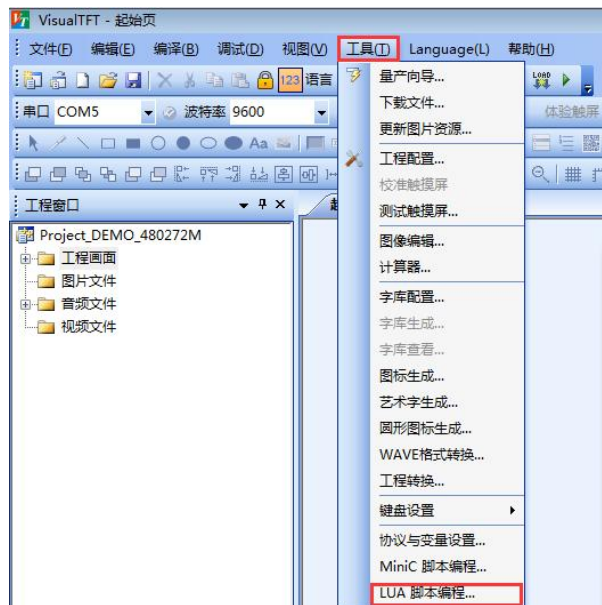 VisualTFT - 起始页
文件(F) 编辑(E) 编译(B) 调试(D) 视图(V) 工具(T) Language(L) 帮助(H)
123 语言
LOAD
串口 COM5 波特率 9600
体验触屏
Aa
工程窗口
Project_DEMO_480272M
工程画面
图片文件
音频文件
视频文件
量产向导...
下载文件...
更新图片资源...
工程配置...
校准触摸屏
测试触摸屏...
图像编辑...
计算器...
字库配置...
字库生成...
字库查看...
图标生成...
艺术字生成...
圆形图标生成...
WAVE格式转换...
工程转换...
键盘设置
协议与变量设置...
MiniC 脚本编程...
LUA 脚本编程...